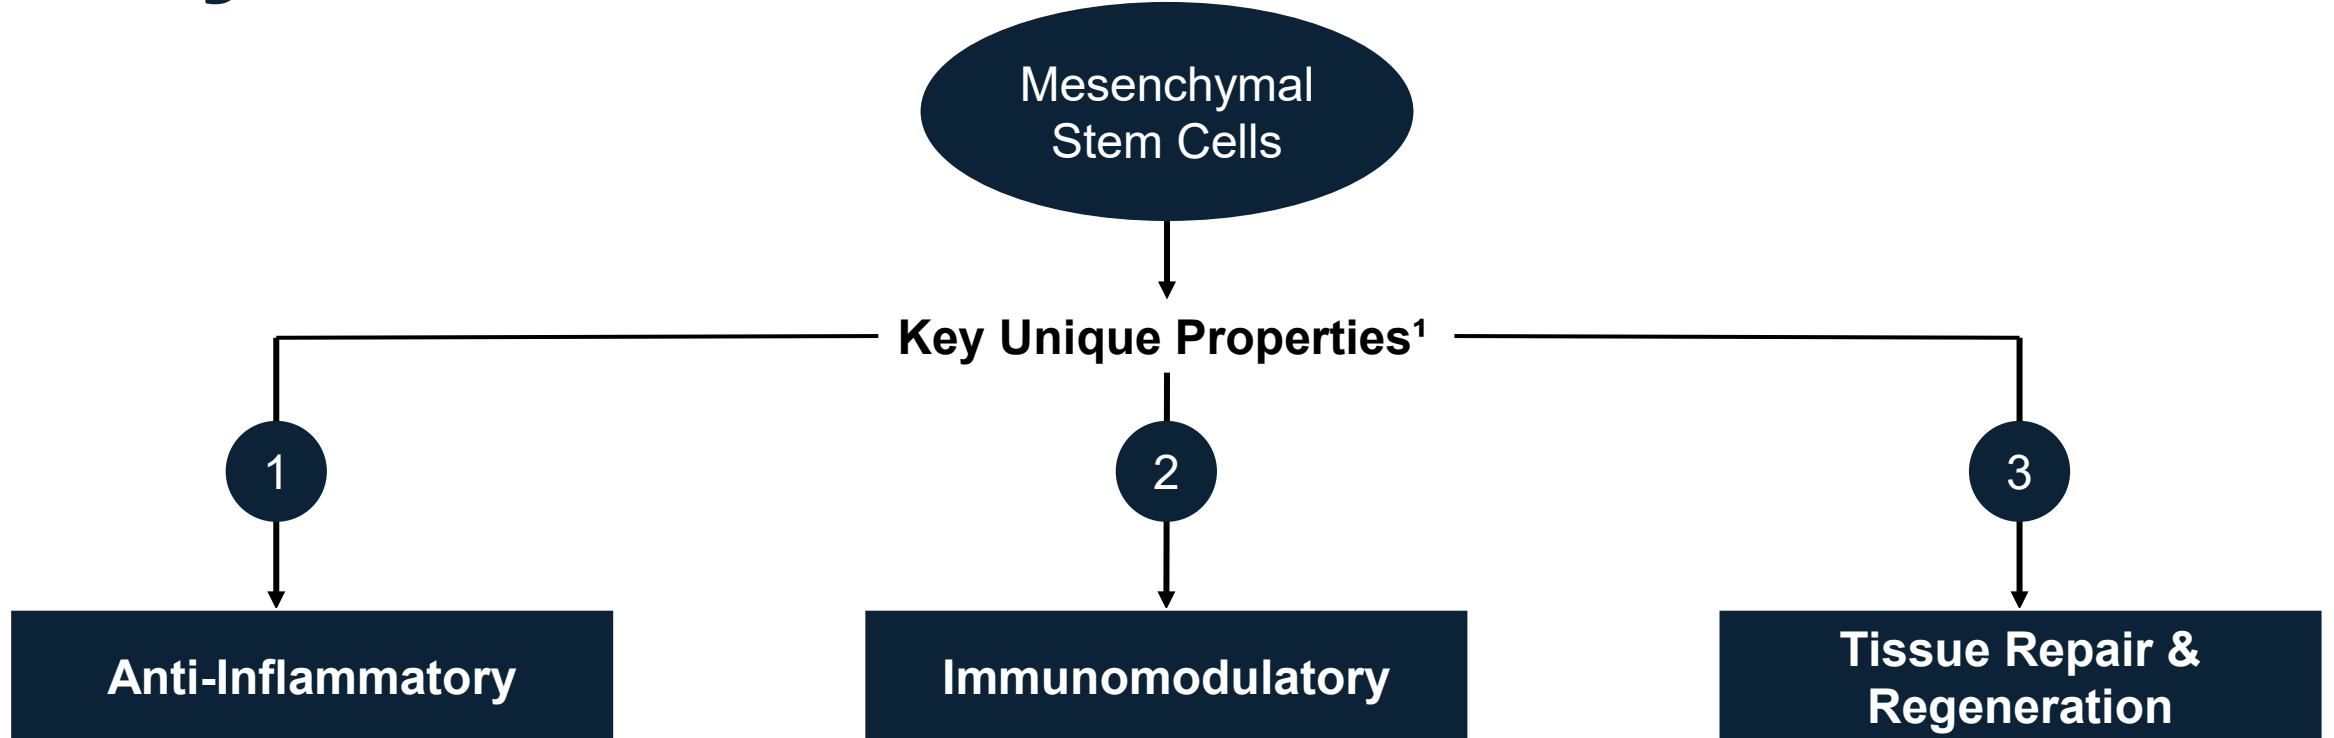 Mesenchymal
Stem Cells
Key Unique Properties¹
1
2
3
Anti-Inflammatory
Immunomodulatory
Tissue Repair &
Regeneration